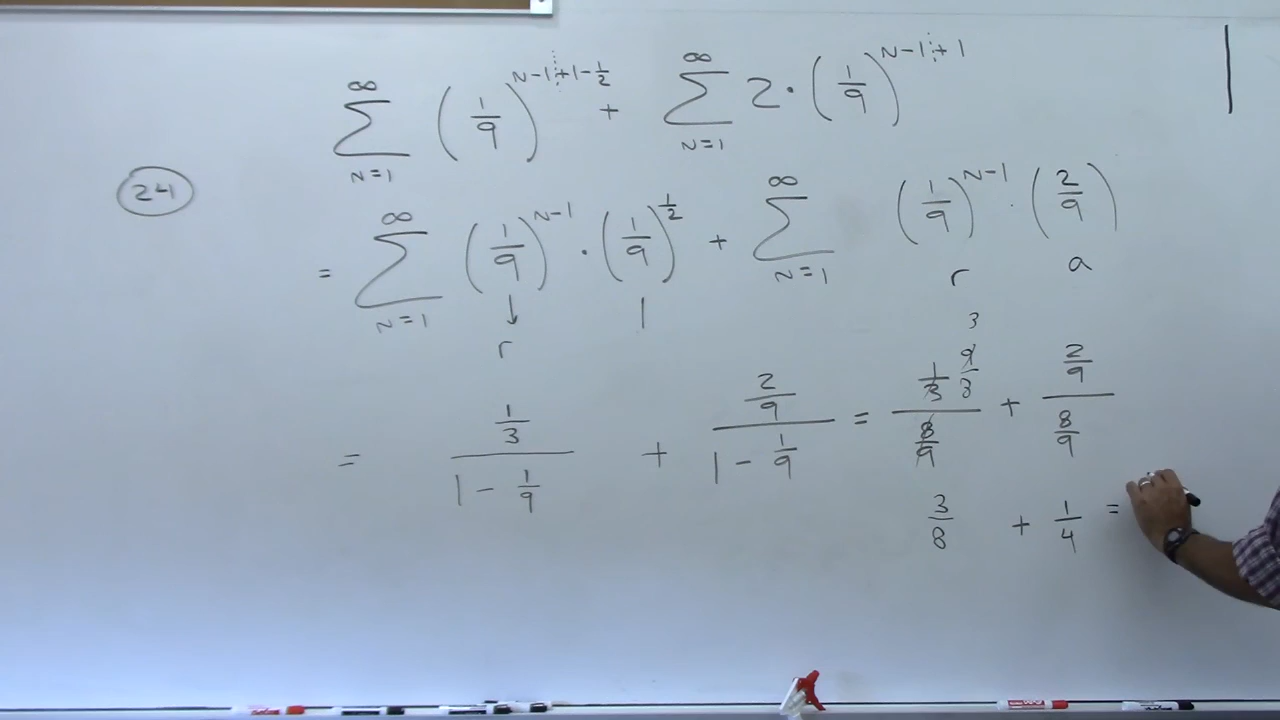 ∞ ∑ N=1 (1/9)^(N-1+1-1/2) + ∞ ∑ N=1 2·(1/9)^(N-1+1)
24
= ∞ ∑ N=1 (1/9)^(N-1) · (1/9)^(1/2) + ∞ ∑ N=1 (1/9)^(N-1) · (2/9)
↓ r | r a
= (1/3)/(1 - 1/9) + (2/9)/(1 - 1/9) = (1/3)/(8/9) 9/3 3 + (2/9)/(8/9)
3/8 + 1/4 =